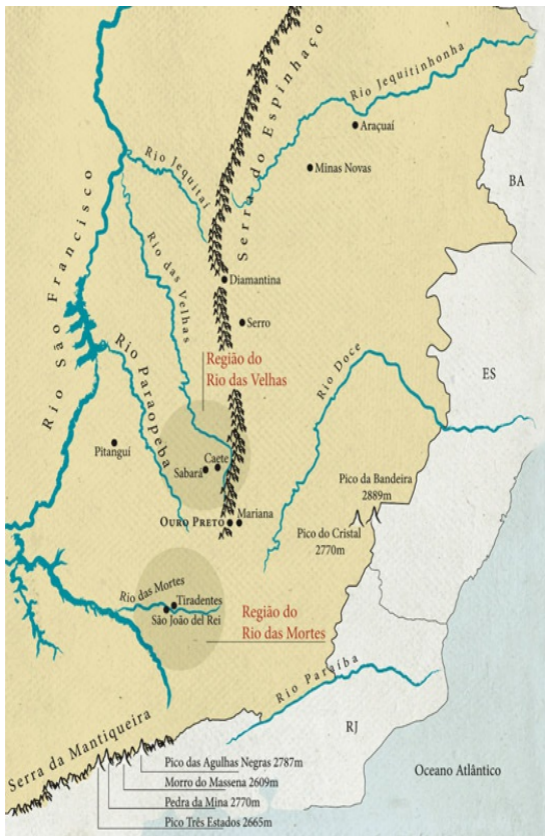 Rio Jequitinhonha
Serra do Espinhaço
Araçuaí
Minas Novas
BA
Rio Jequitaí
Rio São Francisco
Rio das Velhas
Diamantina
Serro
Região do
Rio das Velhas
Rio Paraopeba
Rio Doce
ES
Pitanguí
Caete
Sabará
Pico da Bandeira
2889m
Ouro Preto
Mariana
Pico do Cristal
2770m
Rio das Mortes
Tiradentes
São João del Rei
Região do
Rio das Mortes
Rio Paraíba
RJ
Serra da Mantiqueira
Oceano Atlântico
Pico das Agulhas Negras 2787m
Morro do Massena 2609m
Pedra da Mina 2770m
Pico Três Estados 2665m